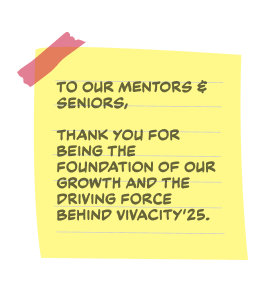 TO OUR MENTORS &
SENIORS,
THANK YOU FOR
BEING THE
FOUNDATION OF OUR
GROWTH AND THE
DRIVING FORCE
BEHIND VIVACITY'25.